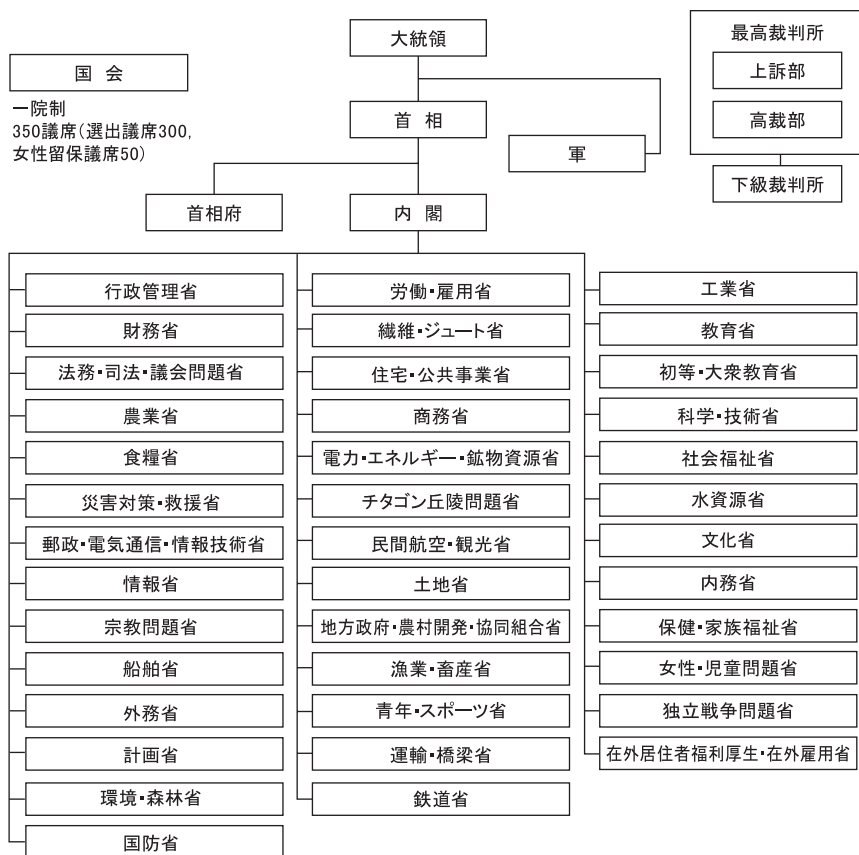 大統領
国 会
一院制
350議席(選出議席300,
女性留保議席50)
首 相
軍
最高裁判所
上訴部
高裁部
下級裁判所
首相府
内 閣
行政管理省
財務省
法務・司法・議会問題省
農業省
食糧省
災害対策・救援省
郵政・電気通信・情報技術省
情報省
宗教問題省
船舶省
外務省
計画省
環境・森林省
国防省
労働・雇用省
繊維・ジュート省
住宅・公共事業省
商務省
電力・エネルギー・鉱物資源省
チタゴン丘陵問題省
民間航空・観光省
土地省
地方政府・農村開発・協同組合省
漁業・畜産省
青年・スポーツ省
運輸・橋梁省
鉄道省
工業省
教育省
初等・大衆教育省
科学・技術省
社会福祉省
水資源省
文化省
内務省
保健・家族福祉省
女性・児童問題省
独立戦争問題省
在外居住者福利厚生・在外雇用省